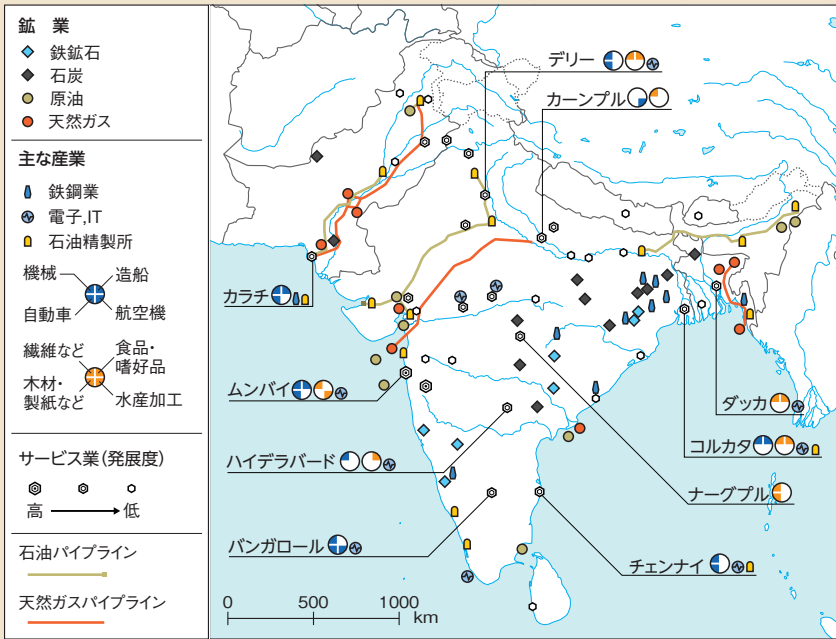 鉱 業
鉄鉱石
石炭
原油
天然ガス
主な産業
鉄鋼業
電子,IT
石油精製所
機械 造船
自動車 航空機
繊維など 食品・嗜好品
木材・製紙など 水産加工
サービス業(発展度)
高 低
石油パイプライン
天然ガスパイプライン
デリー
カーンプル
カラチ
ムンバイ
ハイデラバード
バンガロール
ダッカ
コルカタ
ナーグプル
チェンナイ
0 500 1000
km